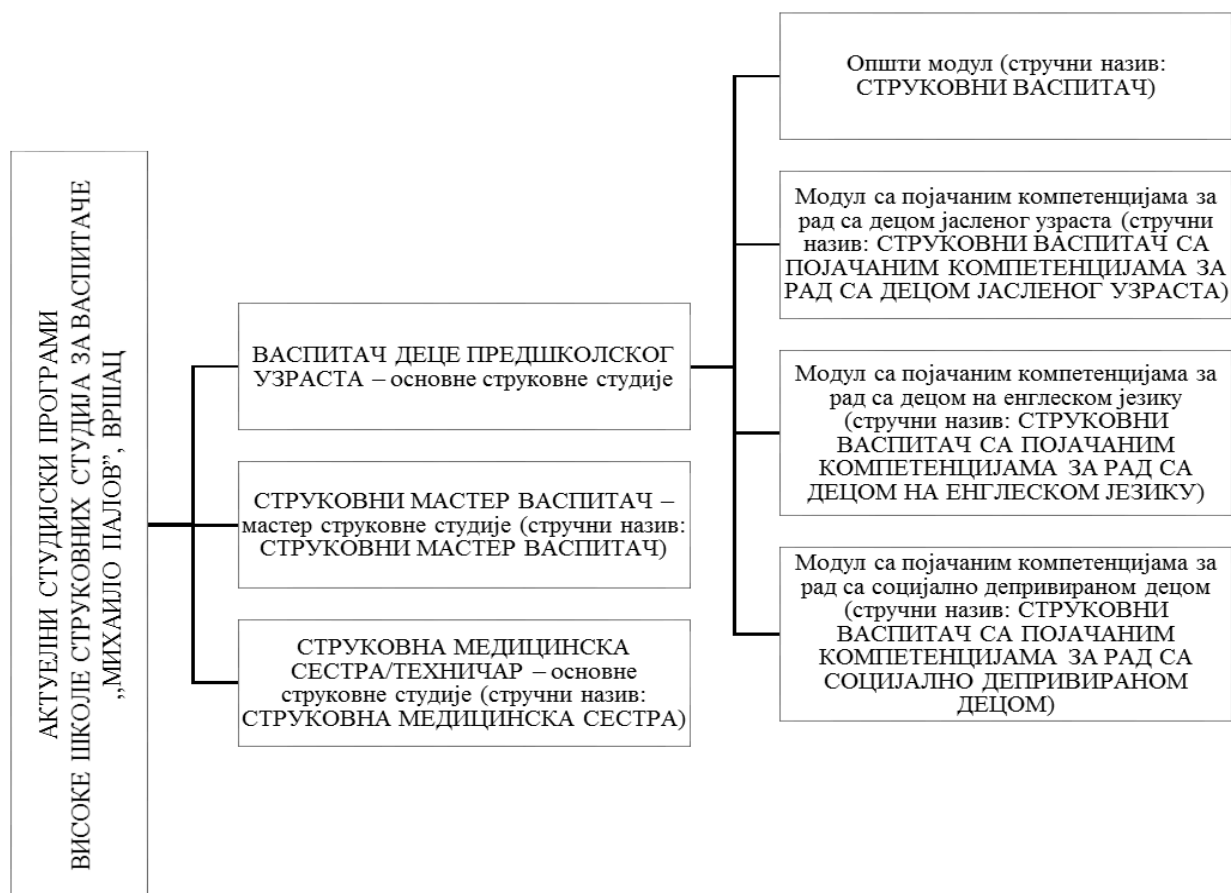 АКТУЕЛНИ СТУДИЈСКИ ПРОГРАМИ
ВИСОКЕ ШКОЛЕ СТРУКОВНИХ СТУДИЈА ЗА ВАСПИТАЧЕ
„МИХАИЛО ПАЛОВ”, ВРШАЦ
ВАСПИТАЧ ДЕЦЕ ПРЕДШКОЛСКОГ
УЗРАСТА – основне струковне студије
СТРУКОВНИ МАСТЕР ВАСПИТАЧ –
мастер струковне студије (стручни назив:
СТРУКОВНИ МАСТЕР ВАСПИТАЧ)
СТРУКОВНА МЕДИЦИНСКА
СЕСТРА/ТЕХНИЧАР – основне
струковне студије (стручни назив:
СТРУКОВНА МЕДИЦИНСКА СЕСТРА)
Општи модул (стручни назив:
СТРУКОВНИ ВАСПИТАЧ)
Модул са појачаним компетенцијама за
рад са децом јасленог узраста (стручни
назив: СТРУКОВНИ ВАСПИТАЧ СА
ПОЈАЧАНИМ КОМПЕТЕНЦИЈАМА ЗА
РАД СА ДЕЦОМ ЈАСЛЕНОГ УЗРАСТА)
Модул са појачаним компетенцијама за
рад са децом на енглеском језику
(стручни назив: СТРУКОВНИ
ВАСПИТАЧ СА ПОЈАЧАНИМ
КОМПЕТЕНЦИЈАМА ЗА РАД СА
ДЕЦОМ НА ЕНГЛЕСКОМ ЈЕЗИКУ)
Модул са појачаним компетенцијама за
рад са социјално депривираном децом
(стручни назив: СТРУКОВНИ
ВАСПИТАЧ СА ПОЈАЧАНИМ
КОМПЕТЕНЦИЈАМА ЗА РАД СА
СОЦИЈАЛНО ДЕПРИВИРАНОМ
ДЕЦОМ)